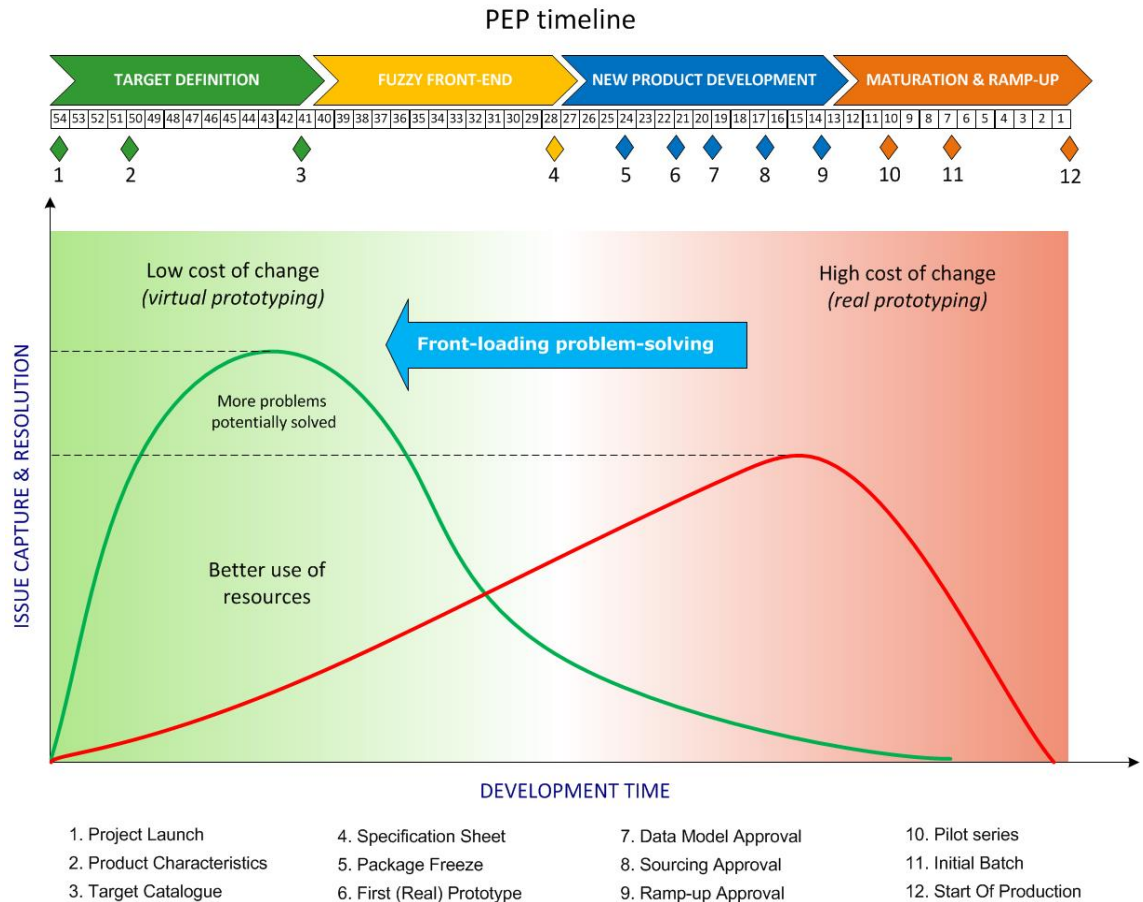 PEP timeline
TARGET DEFINITION FUZZY FRONT-END NEW PRODUCT DEVELOPMENT MATURATION & RAMP-UP
54 53 52 51 50 49 48 47 46 45 44 43 42 41 40 39 38 37 36 35 34 33 32 31 30 29 28 27 26 25 24 23 22 21 20 19 18 17 16 15 14 13 12 11 10 9 8 7 6 5 4 3 2 1
1 2 3 4 5 6 7 8 9 10 11 12
Low cost of change
(virtual prototyping)
High cost of change
(real prototyping)
Front-loading problem-solving
More problems
potentially solved
Better use of
resources
ISSUE CAPTURE & RESOLUTION
DEVELOPMENT TIME
1. Project Launch
2. Product Characteristics
3. Target Catalogue
4. Specification Sheet
5. Package Freeze
6. First (Real) Prototype
7. Data Model Approval
8. Sourcing Approval
9. Ramp-up Approval
10. Pilot series
11. Initial Batch
12. Start Of Production